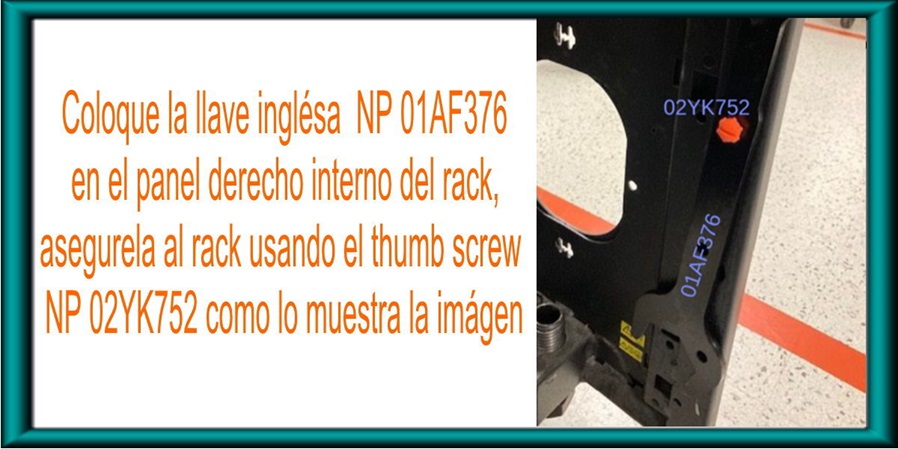 Coloque la llave inglésa NP 01AF376
en el panel derecho interno del rack,
asegurela al rack usando el thumb screw
NP 02YK752 como lo muestra la imágen
02YK752
01AF376